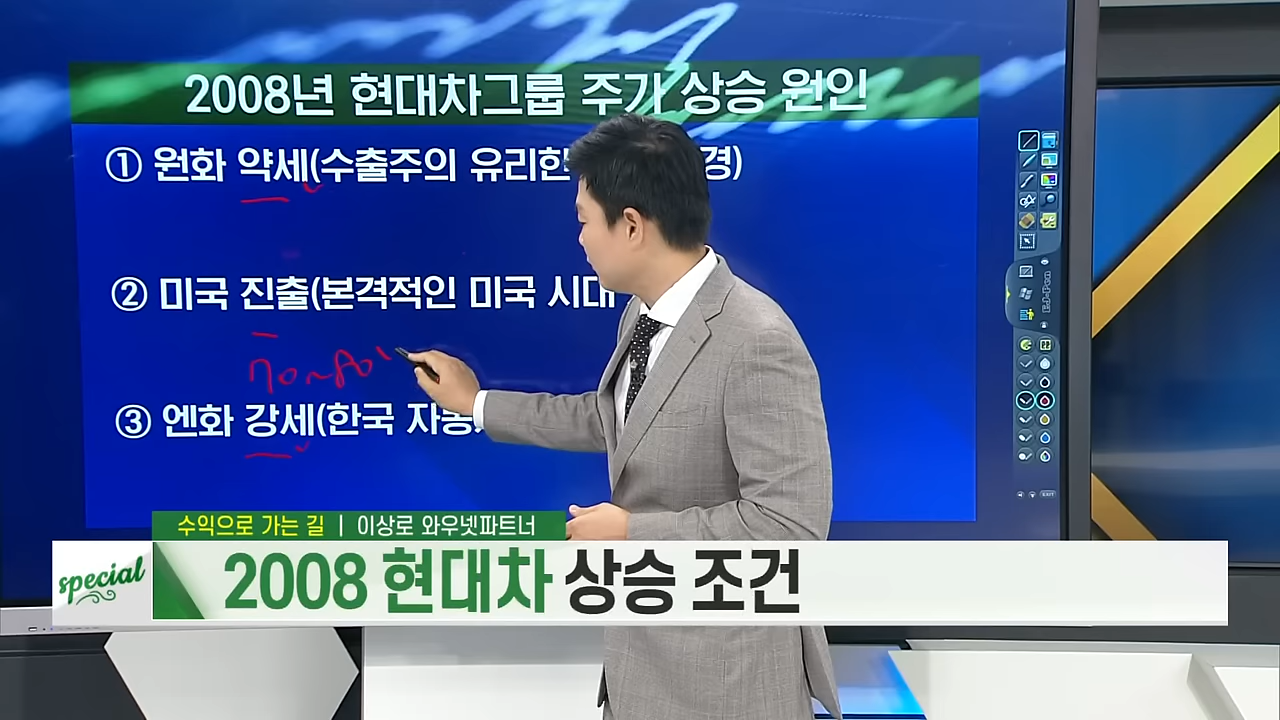 2008년 현대차그룹 주가 상승 원인
① 원화 약세(수출주의 유리한 경)
② 미국 진출(본격적인 미국 시대
③ 엔화 강세(한국 자동
수익으로 가는 길 | 이상로 와우넷파트너
special
2008 현대차 상승 조건